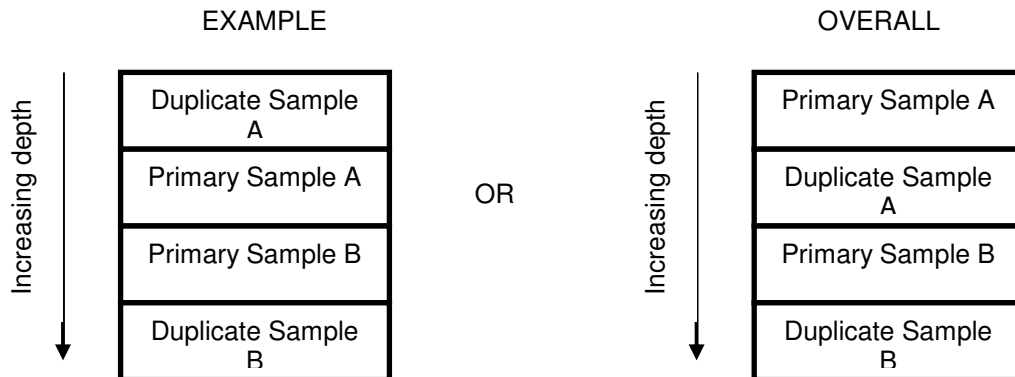 EXAMPLE
Increasing depth
Duplicate Sample
A
Primary Sample A
Primary Sample B
Duplicate Sample
B
OR
OVERALL
Increasing depth
Primary Sample A
Duplicate Sample
A
Primary Sample B
Duplicate Sample
B